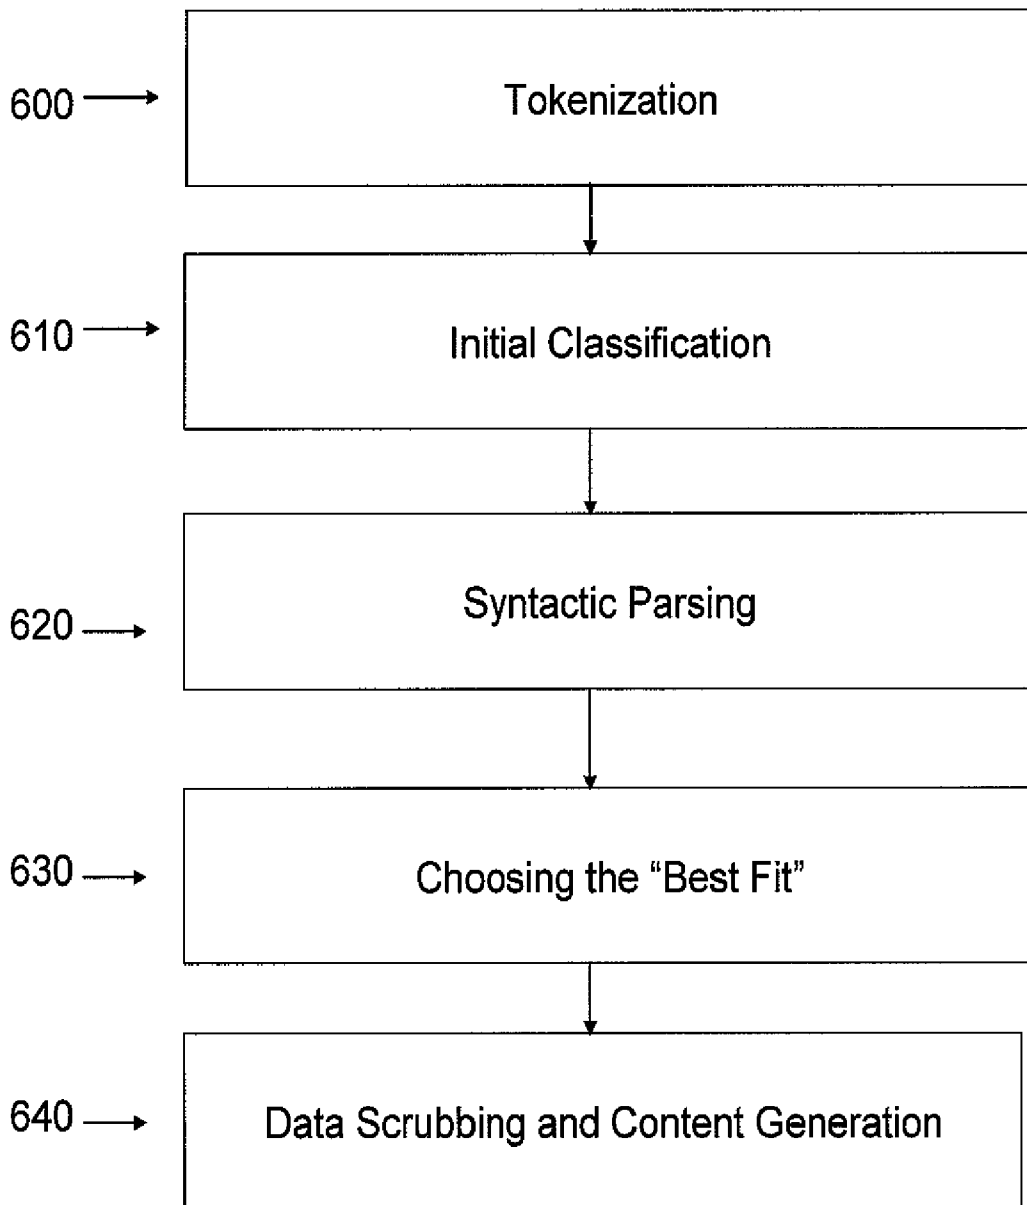 600
Tokenization
610
Initial Classification
620
Syntactic Parsing
630
Choosing the “Best Fit”
640
Data Scrubbing and Content Generation